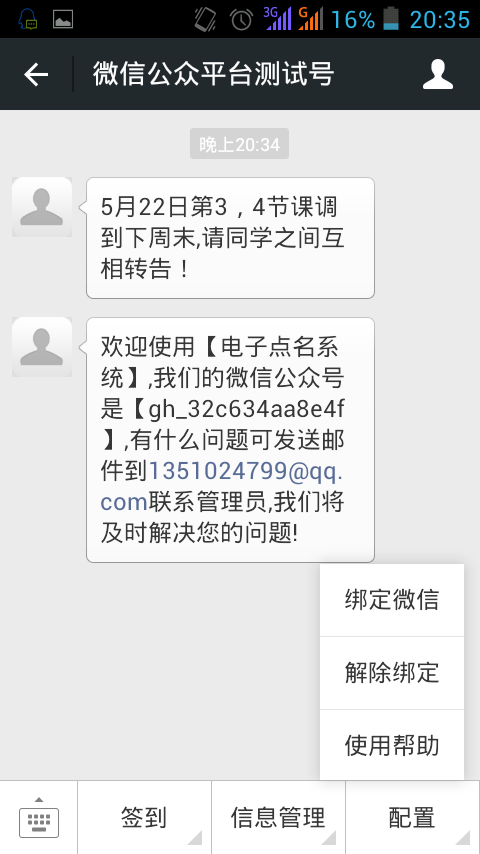 3G G 16% 20:35
微信公众平台测试号
晚上20:34
5月22日第3，4节课调
到下周末,请同学之间互
相转告！
欢迎使用【电子点名系
统】,我们的微信公众号
是【gh_32c634aa8e4f
】,有什么问题可发送邮
件到1351024799@qq.
com联系管理员,我们将
及时解决您的问题!
绑定微信
解除绑定
使用帮助
签到 信息管理 配置